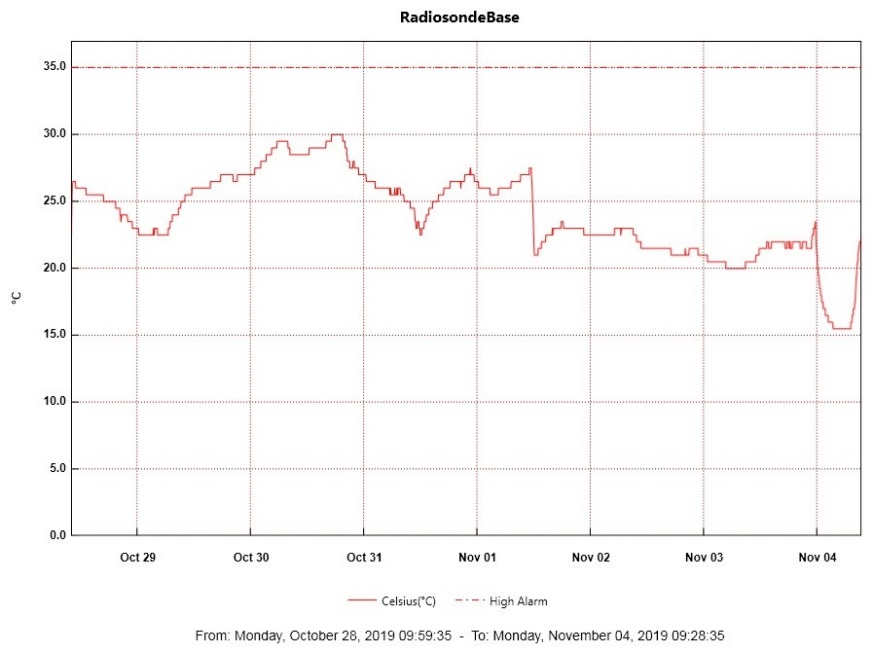 RadiosondeBase
35.0
30.0
25.0
20.0
°C
15.0
10.0
5.0
0.0
Oct 29 Oct 30 Oct 31 Nov 01 Nov 02 Nov 03 Nov 04
Celsius(°C) High Alarm
From: Monday, October 28, 2019 09:59:35 - To: Monday, November 04, 2019 09:28:35